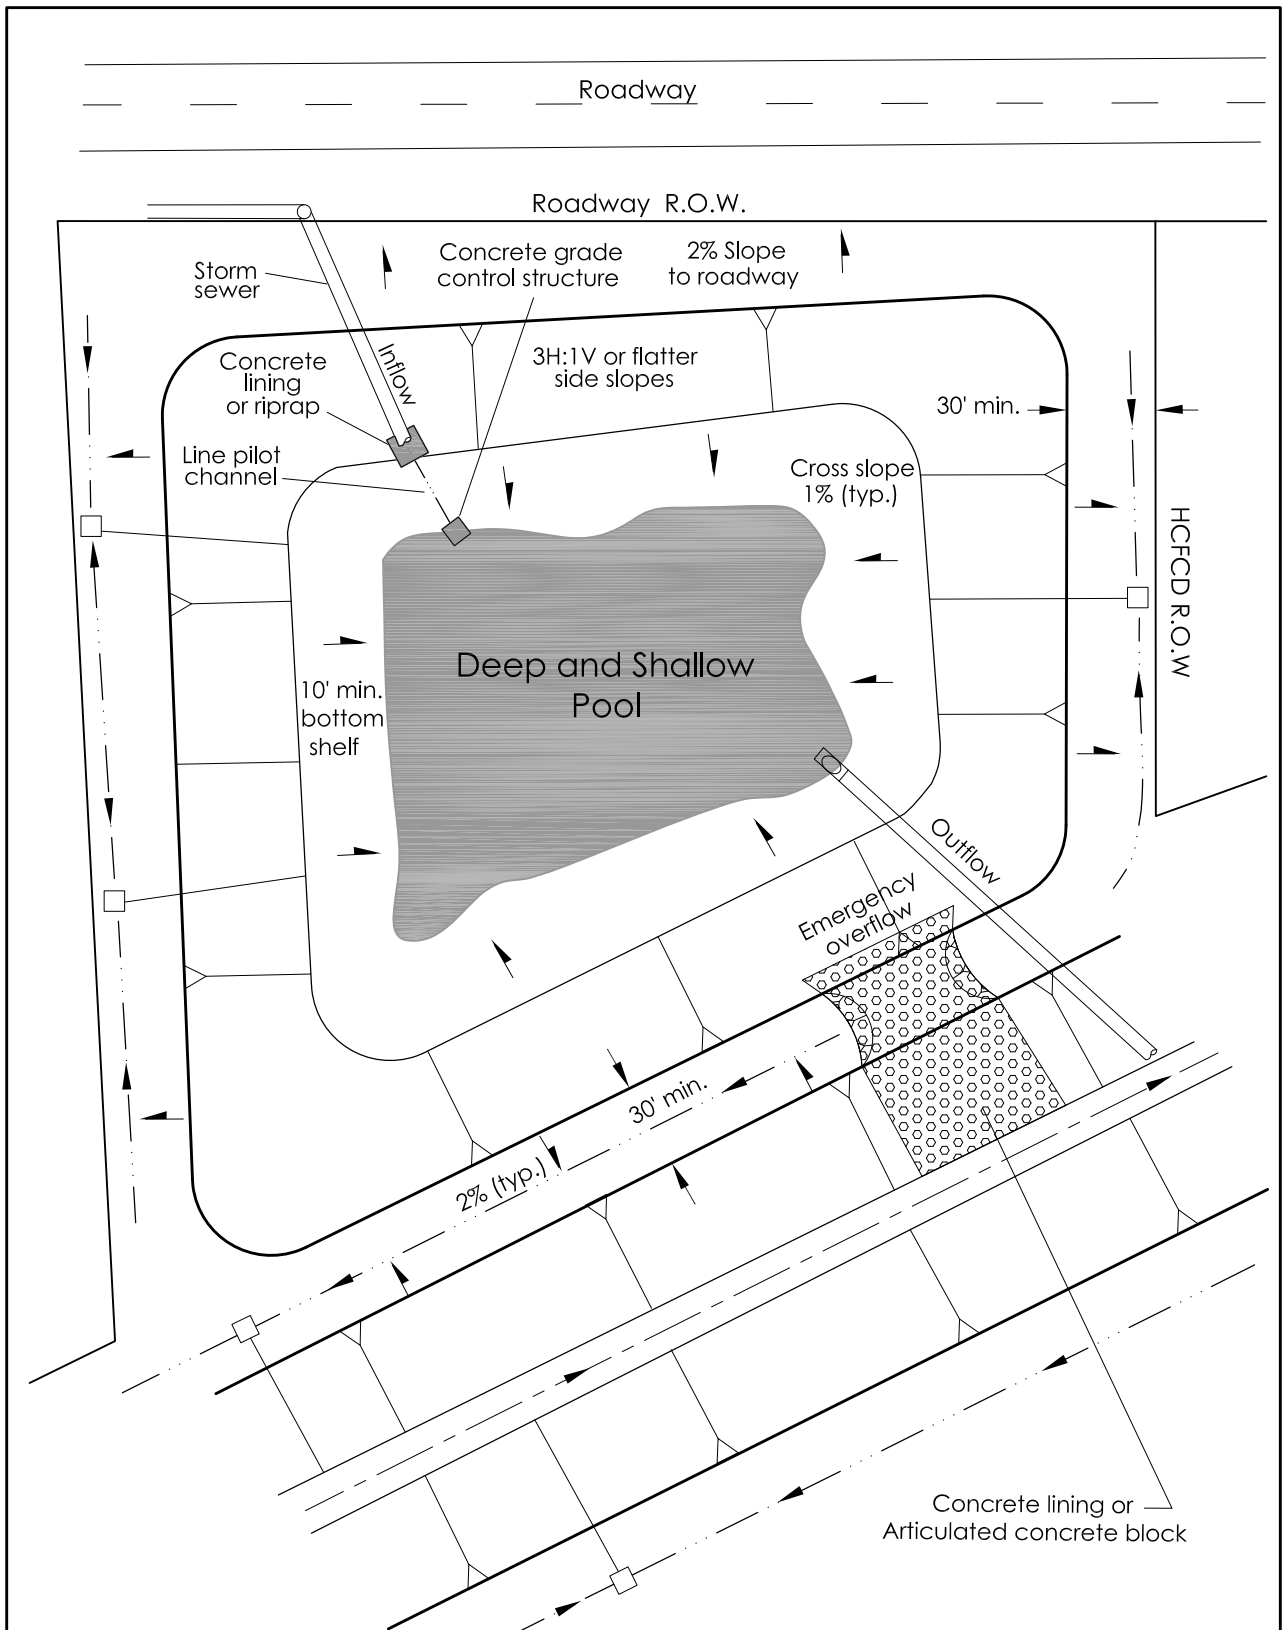 Roadway
Roadway R.O.W.
Storm
sewer
Concrete grade
control structure
2% Slope
to roadway
Inflow
Concrete
lining
or riprap
3H:1V or flatter
side slopes
30' min.
Line pilot
channel
Cross slope
1% (typ.)
HCFCD R.O.W
Deep and Shallow
Pool
10' min.
bottom
shelf
Outflow
Emergency
overflow
30' min.
2% (typ.)
Concrete lining or
Articulated concrete block